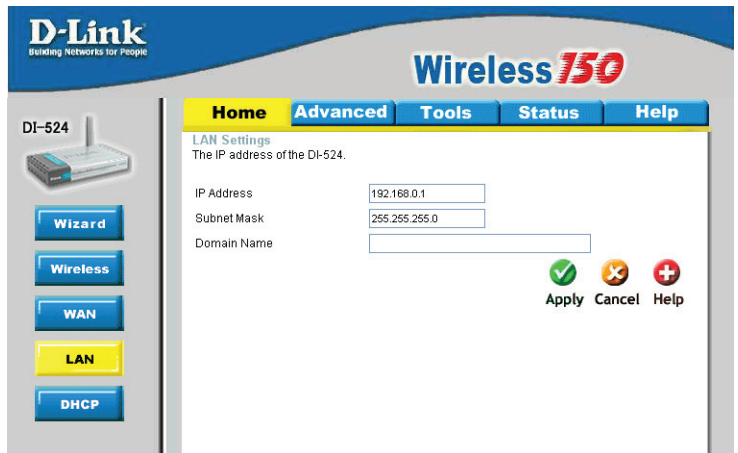 D-Link
Building Networks for People
Wireless 150
DI-524
Home Advanced Tools Status Help
LAN Settings
The IP address of the DI-524.
IP Address 192.168.0.1
Subnet Mask 255.255.255.0
Domain Name
Apply Cancel Help
Wizard
Wireless
WAN
LAN
DHCP